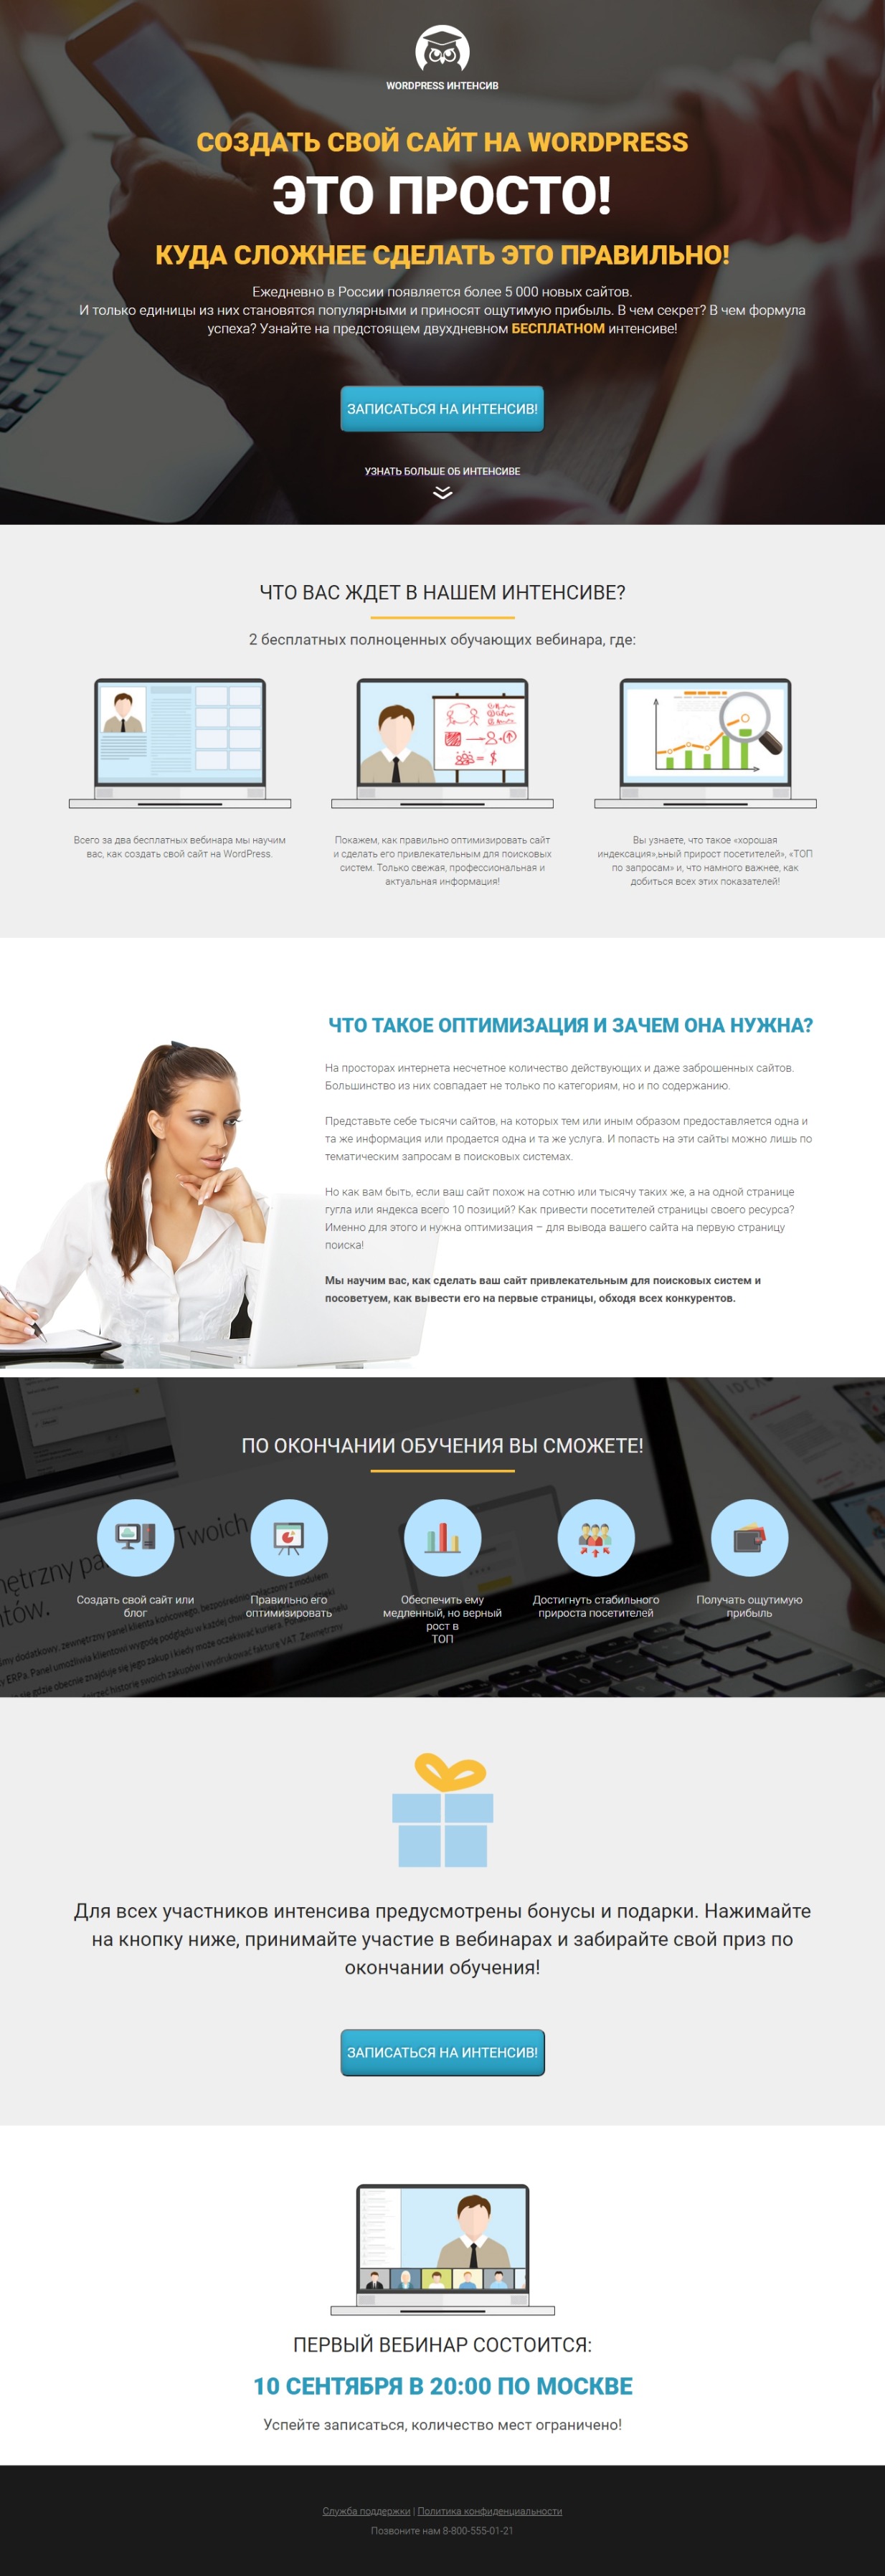 WORDPRESS ИНТЕНСИВ
СОЗДАТЬ СВОЙ САЙТ НА WORDPRESS
ЭТО ПРОСТО!
КУДА СЛОЖНЕЕ СДЕЛАТЬ ЭТО ПРАВИЛЬНО!
Ежедневно в России появляется более 5 000 новых сайтов.
И только единицы из них становятся популярными и приносят ощутимую прибыль. В чем секрет? В чем формула
успеха? Узнайте на предстоящем двухдневном БЕСПЛАТНОМ интенсиве!
ЗАПИСАТЬСЯ НА ИНТЕНСИВ!
УЗНАТЬ БОЛЬШЕ ОБ ИНТЕНСИВЕ
ЧТО ВАС ЖДЕТ В НАШЕМ ИНТЕНСИВЕ?
2 бесплатных полноценных обучающих вебинара, где:
Всего за два бесплатных вебинара мы научим
вас, как создать свой сайт на WordPress.
Покажем, как правильно оптимизировать сайт
и сделать его привлекательным для поисковых
систем. Только свежая, профессиональная и
актуальная информация!
Вы узнаете, что такое «хорошая
индексация»,ьный прирост посетителей», «ТОП
по запросам» и, что намного важнее, как
добиться всех этих показателей!
ЧТО ТАКОЕ ОПТИМИЗАЦИЯ И ЗАЧЕМ ОНА НУЖНА?
На просторах интернета несчетное количество действующих и даже заброшенных сайтов.
Большинство из них совпадает не только по категориям, но и по содержанию.
Представьте себе тысячи сайтов, на которых тем или иным образом предоставляется одна и
та же информация или продается одна и та же услуга. И попасть на эти сайты можно лишь по
тематическим запросам в поисковых системах.
Но как вам быть, если ваш сайт похож на сотню или тысячу таких же, а на одной странице
гугла или яндекса всего 10 позиций? Как привести посетителей страницы своего ресурса?
Именно для этого и нужна оптимизация – для вывода вашего сайта на первую страницу
поиска!
Мы научим вас, как сделать ваш сайт привлекательным для поисковых систем и
посоветуем, как вывести его на первые страницы, обходя всех конкурентов.
ПО ОКОНЧАНИИ ОБУЧЕНИЯ ВЫ СМОЖЕТЕ!
Создать свой сайт или
блог
Правильно его
оптимизировать
Обеспечить ему
медленный, но верный
рост в
ТОП
Достигнуть стабильного
прироста посетителей
Получать ощутимую
прибыль
Twoich
Для всех участников интенсива предусмотрены бонусы и подарки. Нажимайте
на кнопку ниже, принимайте участие в вебинарах и забирайте свой приз по
окончании обучения!
ЗАПИСАТЬСЯ НА ИНТЕНСИВ!
ПЕРВЫЙ ВЕБИНАР СОСТОИТСЯ:
10 СЕНТЯБРЯ В 20:00 ПО МОСКВЕ
Успейте записаться, количество мест ограничено!
Служба поддержки | Политика конфиденциальности
Позвоните нам 8-800-555-01-21